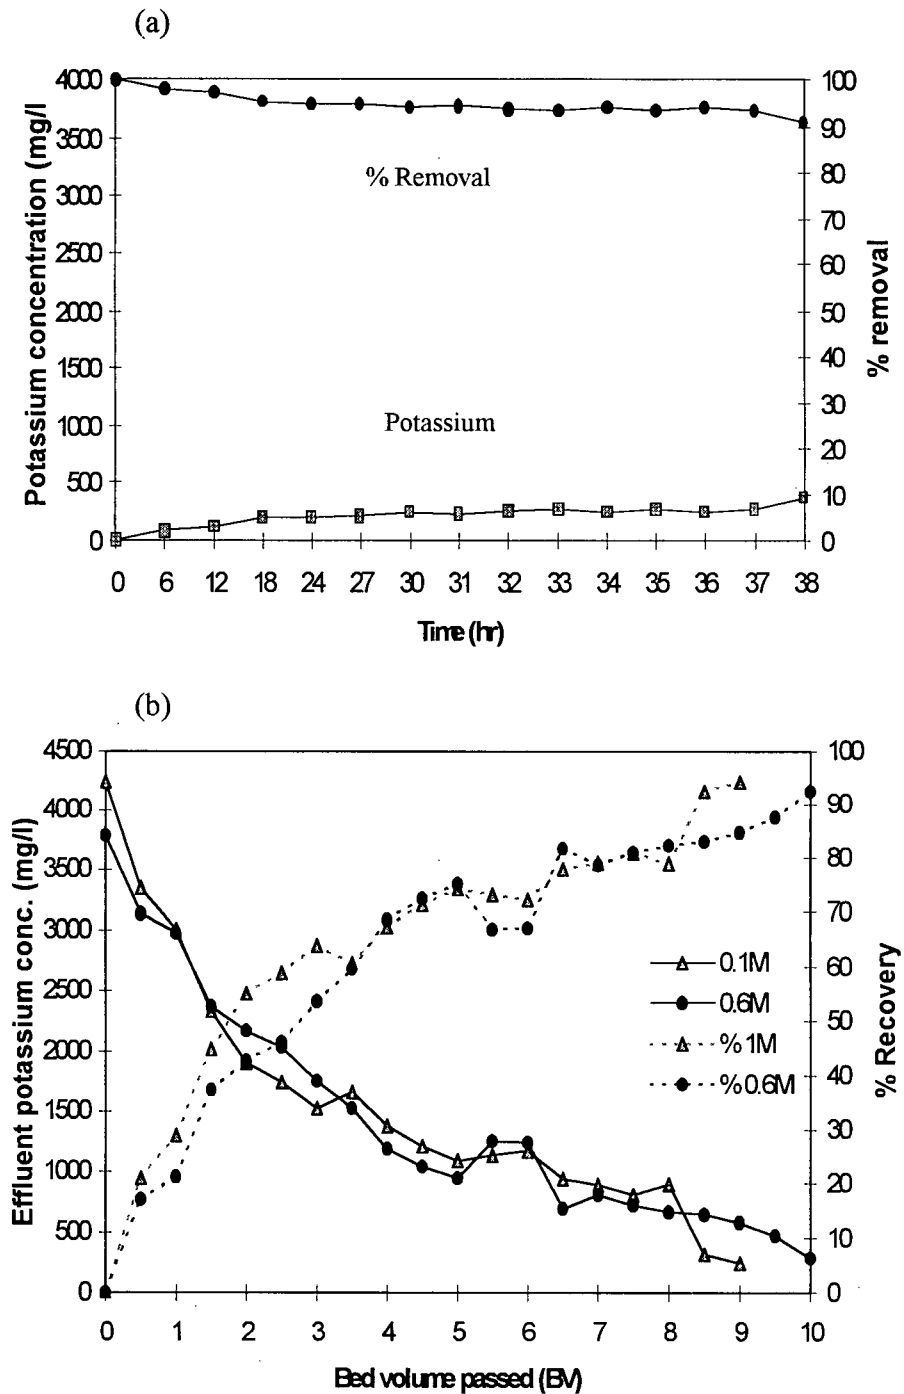 (a)
4000
3500
3000
2500
2000
1500
1000
500
0
Potassium concentration (mg/l
100
90
80
70
60
50
40
30
20
10
0
% removal
% Removal
Potassium
0 6 12 18 24 27 30 31 32 33 34 35 36 37 38
Time (hr)
(b)
4500
4000
3500
3000
2500
2000
1500
1000
500
0
Effluent potassium conc. (mg/l)
100
90
80
70
60
50
40
30
20
10
0
% Recovery
0.1M
0.6M
% 1M
% 0.6M
0 1 2 3 4 5 6 7 8 9 10
Bed volume passed (BV)